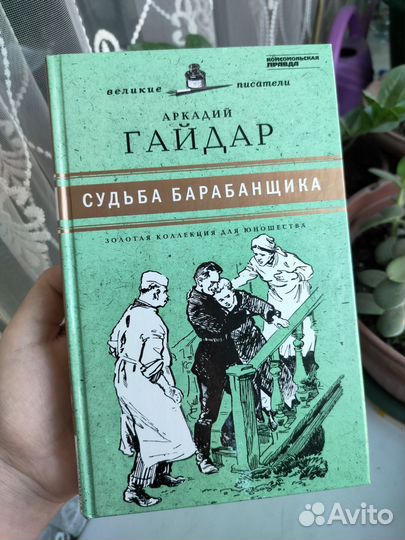 КОМСОМОЛЬСКАЯ
ПРАВДА
великие писатели
АРКАДИЙ
ГАЙДАР
СУДЬБА БАРАБАНЩИКА
ЗОЛОТАЯ КОЛЛЕКЦИЯ ДЛЯ ЮНОШЕСТВА
Avito